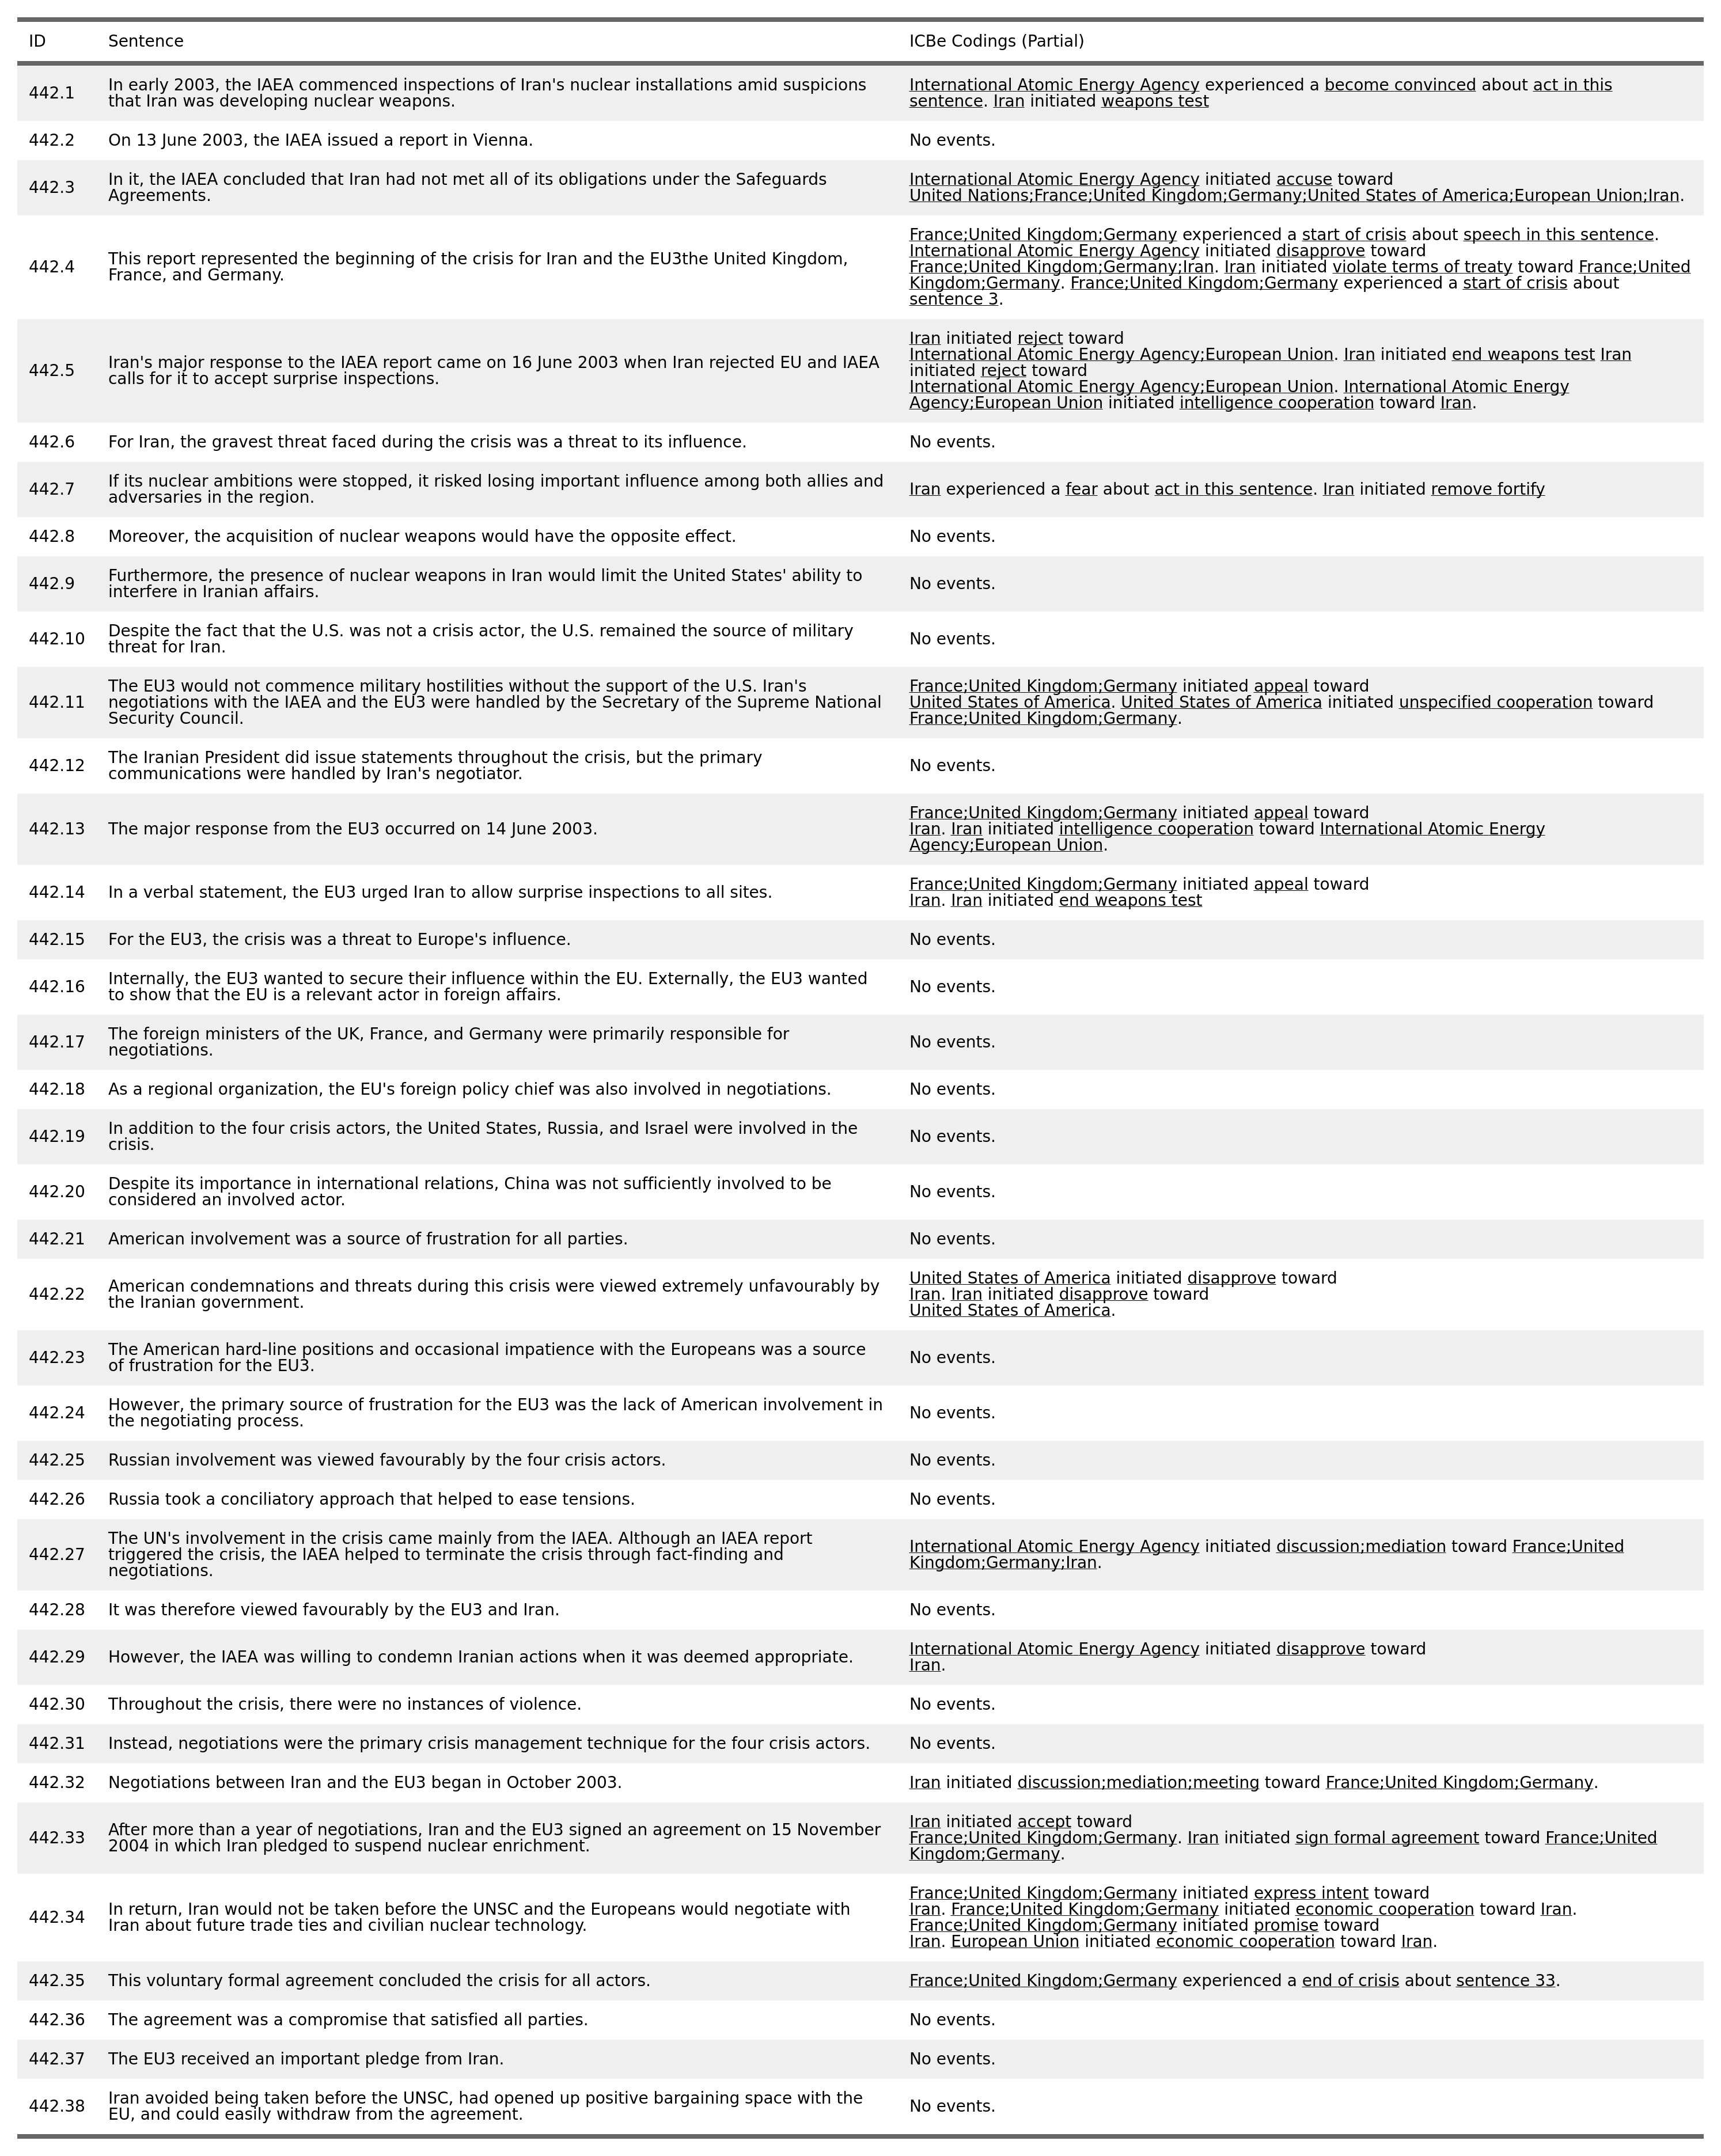 ID Sentence ICBe Codings (Partial)
442.1 In early 2003, the IAEA commenced inspections of Iran's nuclear installations amid suspicions International Atomic Energy Agency experienced a become convinced about act in this
that Iran was developing nuclear weapons. sentence. Iran initiated weapons test
442.2 On 13 June 2003, the IAEA issued a report in Vienna. No events.
442.3 In it, the IAEA concluded that Iran had not met all of its obligations under the Safeguards International Atomic Energy Agency initiated accuse toward
Agreements. United Nations;France;United Kingdom;Germany;United States of America;European Union;Iran.
442.4 This report represented the beginning of the crisis for Iran and the EU3the United Kingdom,
France, and Germany.
France;United Kingdom;Germany experienced a start of crisis about speech in this sentence.
International Atomic Energy Agency initiated disapprove toward
France;United Kingdom;Germany;Iran. Iran initiated violate terms of treaty toward France;United
Kingdom;Germany. France;United Kingdom;Germany experienced a start of crisis about
sentence 3.
442.5 Iran's major response to the IAEA report came on 16 June 2003 when Iran rejected EU and IAEA
calls for it to accept surprise inspections.
Iran initiated reject toward
International Atomic Energy Agency;European Union. Iran initiated end weapons test Iran
initiated reject toward
International Atomic Energy Agency;European Union. International Atomic Energy
Agency;European Union initiated intelligence cooperation toward Iran.
442.6 For Iran, the gravest threat faced during the crisis was a threat to its influence. No events.
442.7 If its nuclear ambitions were stopped, it risked losing important influence among both allies and
adversaries in the region.
Iran experienced a fear about act in this sentence. Iran initiated remove fortify
442.8 Moreover, the acquisition of nuclear weapons would have the opposite effect. No events.
442.9 Furthermore, the presence of nuclear weapons in Iran would limit the United States' ability to
interfere in Iranian affairs.
No events.
442.10 Despite the fact that the U.S. was not a crisis actor, the U.S. remained the source of military
threat for Iran.
No events.
442.11 The EU3 would not commence military hostilities without the support of the U.S. Iran's
negotiations with the IAEA and the EU3 were handled by the Secretary of the Supreme National
Security Council.
France;United Kingdom;Germany initiated appeal toward
United States of America. United States of America initiated unspecified cooperation toward
France;United Kingdom;Germany.
442.12 The Iranian President did issue statements throughout the crisis, but the primary
communications were handled by Iran's negotiator.
No events.
442.13 The major response from the EU3 occurred on 14 June 2003.
France;United Kingdom;Germany initiated appeal toward
Iran. Iran initiated intelligence cooperation toward International Atomic Energy
Agency;European Union.
442.14 In a verbal statement, the EU3 urged Iran to allow surprise inspections to all sites.
France;United Kingdom;Germany initiated appeal toward
Iran. Iran initiated end weapons test
442.15 For the EU3, the crisis was a threat to Europe's influence. No events.
442.16 Internally, the EU3 wanted to secure their influence within the EU. Externally, the EU3 wanted
to show that the EU is a relevant actor in foreign affairs.
No events.
442.17 The foreign ministers of the UK, France, and Germany were primarily responsible for
negotiations.
No events.
442.18 As a regional organization, the EU's foreign policy chief was also involved in negotiations. No events.
442.19 In addition to the four crisis actors, the United States, Russia, and Israel were involved in the
crisis.
No events.
442.20 Despite its importance in international relations, China was not sufficiently involved to be
considered an involved actor.
No events.
442.21 American involvement was a source of frustration for all parties. No events.
442.22 American condemnations and threats during this crisis were viewed extremely unfavourably by
the Iranian government.
United States of America initiated disapprove toward
Iran. Iran initiated disapprove toward
United States of America.
442.23 The American hard-line positions and occasional impatience with the Europeans was a source
of frustration for the EU3.
No events.
442.24 However, the primary source of frustration for the EU3 was the lack of American involvement in
the negotiating process.
No events.
442.25 Russian involvement was viewed favourably by the four crisis actors. No events.
442.26 Russia took a conciliatory approach that helped to ease tensions. No events.
442.27 The UN's involvement in the crisis came mainly from the IAEA. Although an IAEA report
triggered the crisis, the IAEA helped to terminate the crisis through fact-finding and
negotiations.
International Atomic Energy Agency initiated discussion;mediation toward France;United
Kingdom;Germany;Iran.
442.28 It was therefore viewed favourably by the EU3 and Iran. No events.
442.29 However, the IAEA was willing to condemn Iranian actions when it was deemed appropriate.
International Atomic Energy Agency initiated disapprove toward
Iran.
442.30 Throughout the crisis, there were no instances of violence. No events.
442.31 Instead, negotiations were the primary crisis management technique for the four crisis actors. No events.
442.32 Negotiations between Iran and the EU3 began in October 2003. Iran initiated discussion;mediation;meeting toward France;United Kingdom;Germany.
442.33 After more than a year of negotiations, Iran and the EU3 signed an agreement on 15 November
2004 in which Iran pledged to suspend nuclear enrichment.
Iran initiated accept toward
France;United Kingdom;Germany. Iran initiated sign formal agreement toward France;United
Kingdom;Germany.
442.34 In return, Iran would not be taken before the UNSC and the Europeans would negotiate with
Iran about future trade ties and civilian nuclear technology.
France;United Kingdom;Germany initiated express intent toward
Iran. France;United Kingdom;Germany initiated economic cooperation toward Iran.
France;United Kingdom;Germany initiated promise toward
Iran. European Union initiated economic cooperation toward Iran.
442.35 This voluntary formal agreement concluded the crisis for all actors. France;United Kingdom;Germany experienced a end of crisis about sentence 33.
442.36 The agreement was a compromise that satisfied all parties. No events.
442.37 The EU3 received an important pledge from Iran. No events.
442.38 Iran avoided being taken before the UNSC, had opened up positive bargaining space with the
EU, and could easily withdraw from the agreement.
No events.